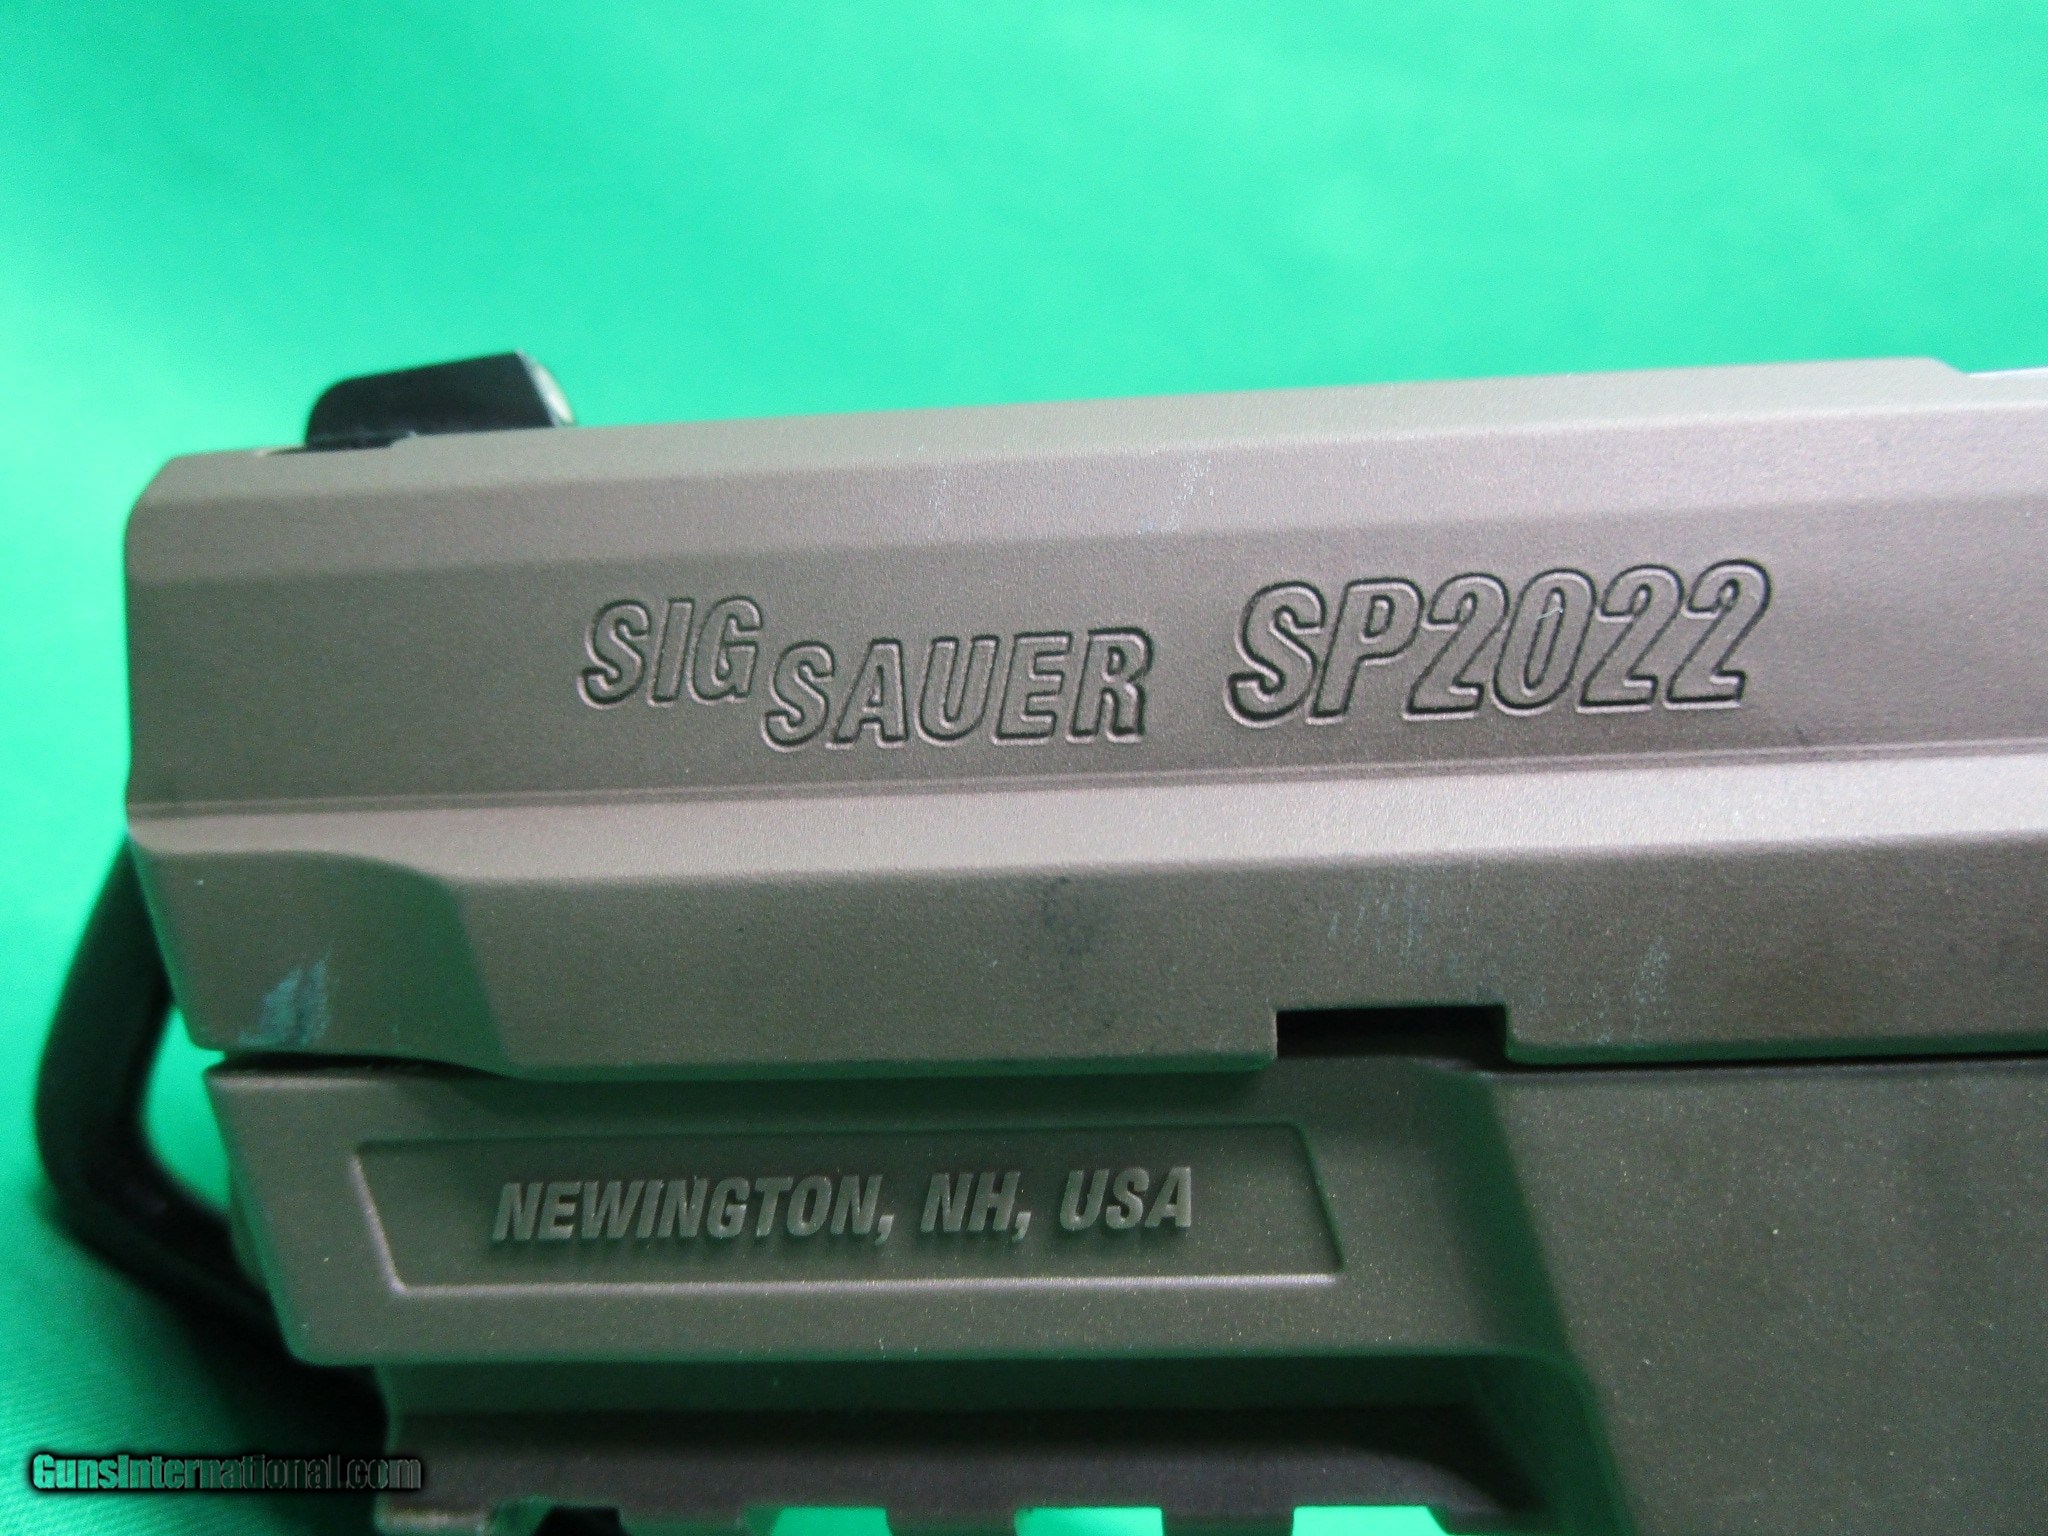 SIG SAUER SP2022
NEWINGTON, NH, USA
GunsInternational.com